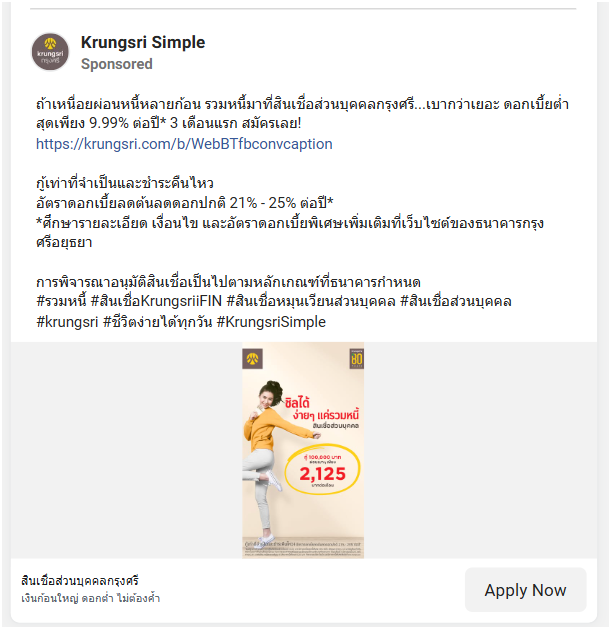 Krungsri Simple
Sponsored
krungsri
กรุงศรี
ถ้าเหนื่อยผ่อนหนี้หลายก้อน รวมหนี้มาที่สินเชื่อส่วนบุคคลกรุงศรี...เบากว่าเยอะ ดอกเบี้ยต่ำ
สุดเพียง 9.99% ต่อปี* 3 เดือนแรก สมัครเลย!
https://krungsri.com/b/WebBTfbconvcaption
กู้เท่าที่จำเป็นและชำระคืนไหว
อัตราดอกเบี้ยลดต้นลดดอกปกติ 21% - 25% ต่อปี*
*ศึกษารายละเอียด เงื่อนไข และอัตราดอกเบี้ยพิเศษเพิ่มเติมที่เว็บไซต์ของธนาคารกรุง
ศรีอยุธยา
การพิจารณาอนุมัติสินเชื่อเป็นไปตามหลักเกณฑ์ที่ธนาคารกำหนด
#รวมหนี้ #สินเชื่อKrungsriiFIN #สินเชื่อหมุนเวียนส่วนบุคคล #สินเชื่อส่วนบุคคล
#krungsri #ชีวิตง่ายได้ทุกวัน #KrungsriSimple
ชิลได้
ง่ายๆ แค่รวมหนี้
สินเชื่อส่วนบุคคล
กู้ 100,000 บาท
2,125
บาทต่อเดือน
สินเชื่อส่วนบุคคลกรุงศรี
เงินก้อนใหญ่ ดอกต่ำ ไม่ต้องค้ำ
Apply Now